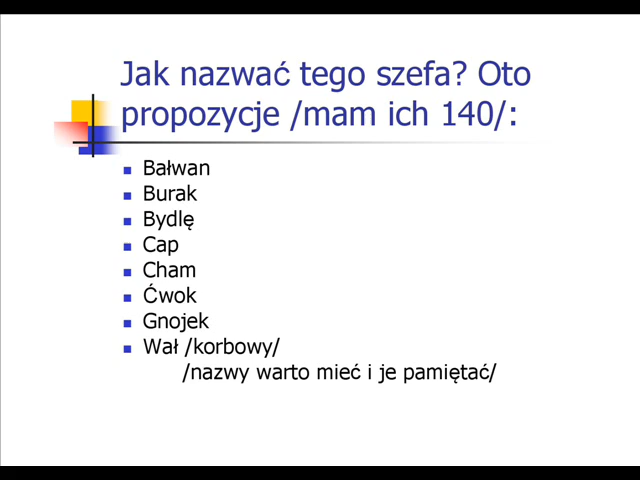 Jak nazwać tego szefa? Oto
propozycje /mam ich 140/:
Bałwan
Burak
Bydlę
Cap
Cham
Ćwok
Gnojek
Wał /korbowy/
/nazwy warto mieć i je pamiętać/